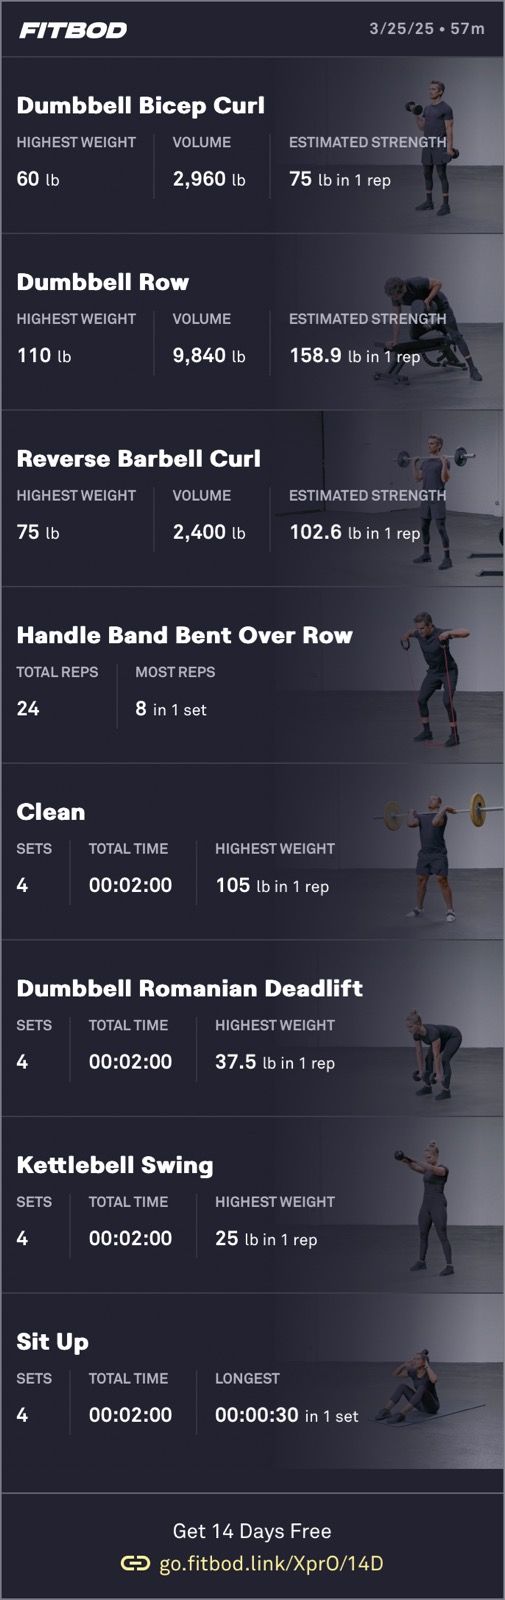 FITBOD
3/25/25 • 57m
Dumbbell Bicep Curl
HIGHEST WEIGHT VOLUME ESTIMATED STRENGTH
60 lb 2,960 lb 75 lb in 1 rep
Dumbbell Row
HIGHEST WEIGHT VOLUME ESTIMATED STRENGTH
110 lb 9,840 lb 158.9 lb in 1 rep
Reverse Barbell Curl
HIGHEST WEIGHT VOLUME ESTIMATED STRENGTH
75 lb 2,400 lb 102.6 lb in 1 rep
Handle Band Bent Over Row
TOTAL REPS MOST REPS
24 8 in 1 set
Clean
SETS TOTAL TIME HIGHEST WEIGHT
4 00:02:00 105 lb in 1 rep
Dumbbell Romanian Deadlift
SETS TOTAL TIME HIGHEST WEIGHT
4 00:02:00 37.5 lb in 1 rep
Kettlebell Swing
SETS TOTAL TIME HIGHEST WEIGHT
4 00:02:00 25 lb in 1 rep
Sit Up
SETS TOTAL TIME LONGEST
4 00:02:00 00:00:30 in 1 set
Get 14 Days Free
go.fitbod.link/XprO/14D